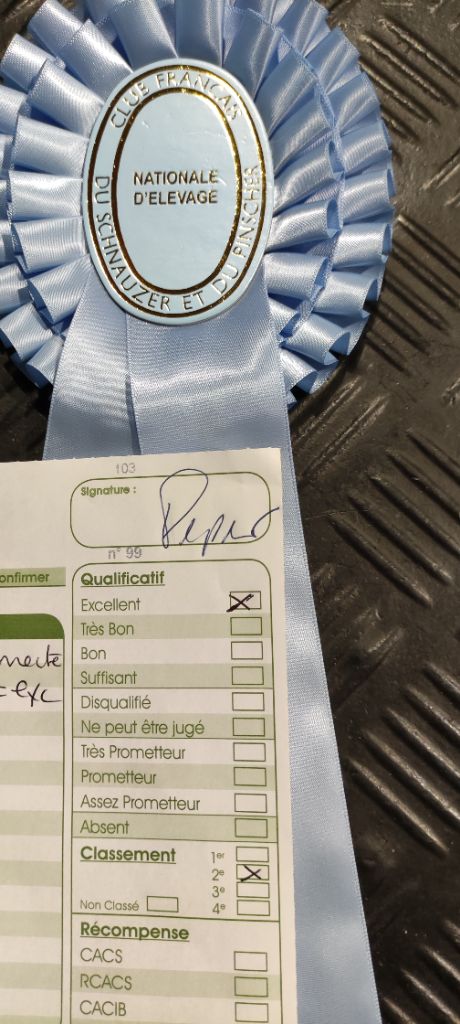 CLUB FRANCAIS
NATIONALE
D'ELEVAGE
DU SCHNAUZER ET DU PINSCHER
103
Signature :
n° 99
onfirmer
Qualificatif
Excellent
Très Bon
Bon
Suffisant
Disqualifié
Ne peut être jugé
Très Prometteur
Prometteur
Assez Prometteur
Absent
Classement 1er
2e
3e
Non Classé 4e
Récompense
CACS
RCACS
CACIB